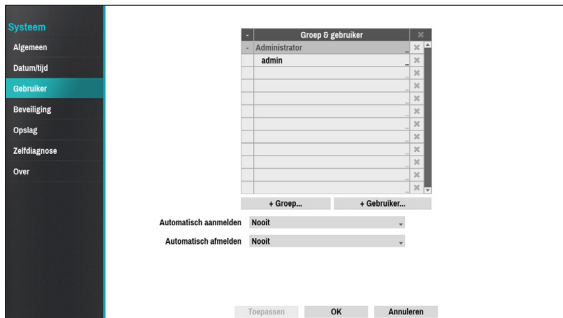 Systeem
Algemeen
Datum/tijd
Gebruiker
Beveiliging
Opslag
Zelfdiagnose
Over
- Groep & gebruiker
- Administrator
admin
+ Groep...
+ Gebruiker...
Automatisch aanmelden Nooit
Automatisch afmelden Nooit
Toepassen
OK
Annuleren